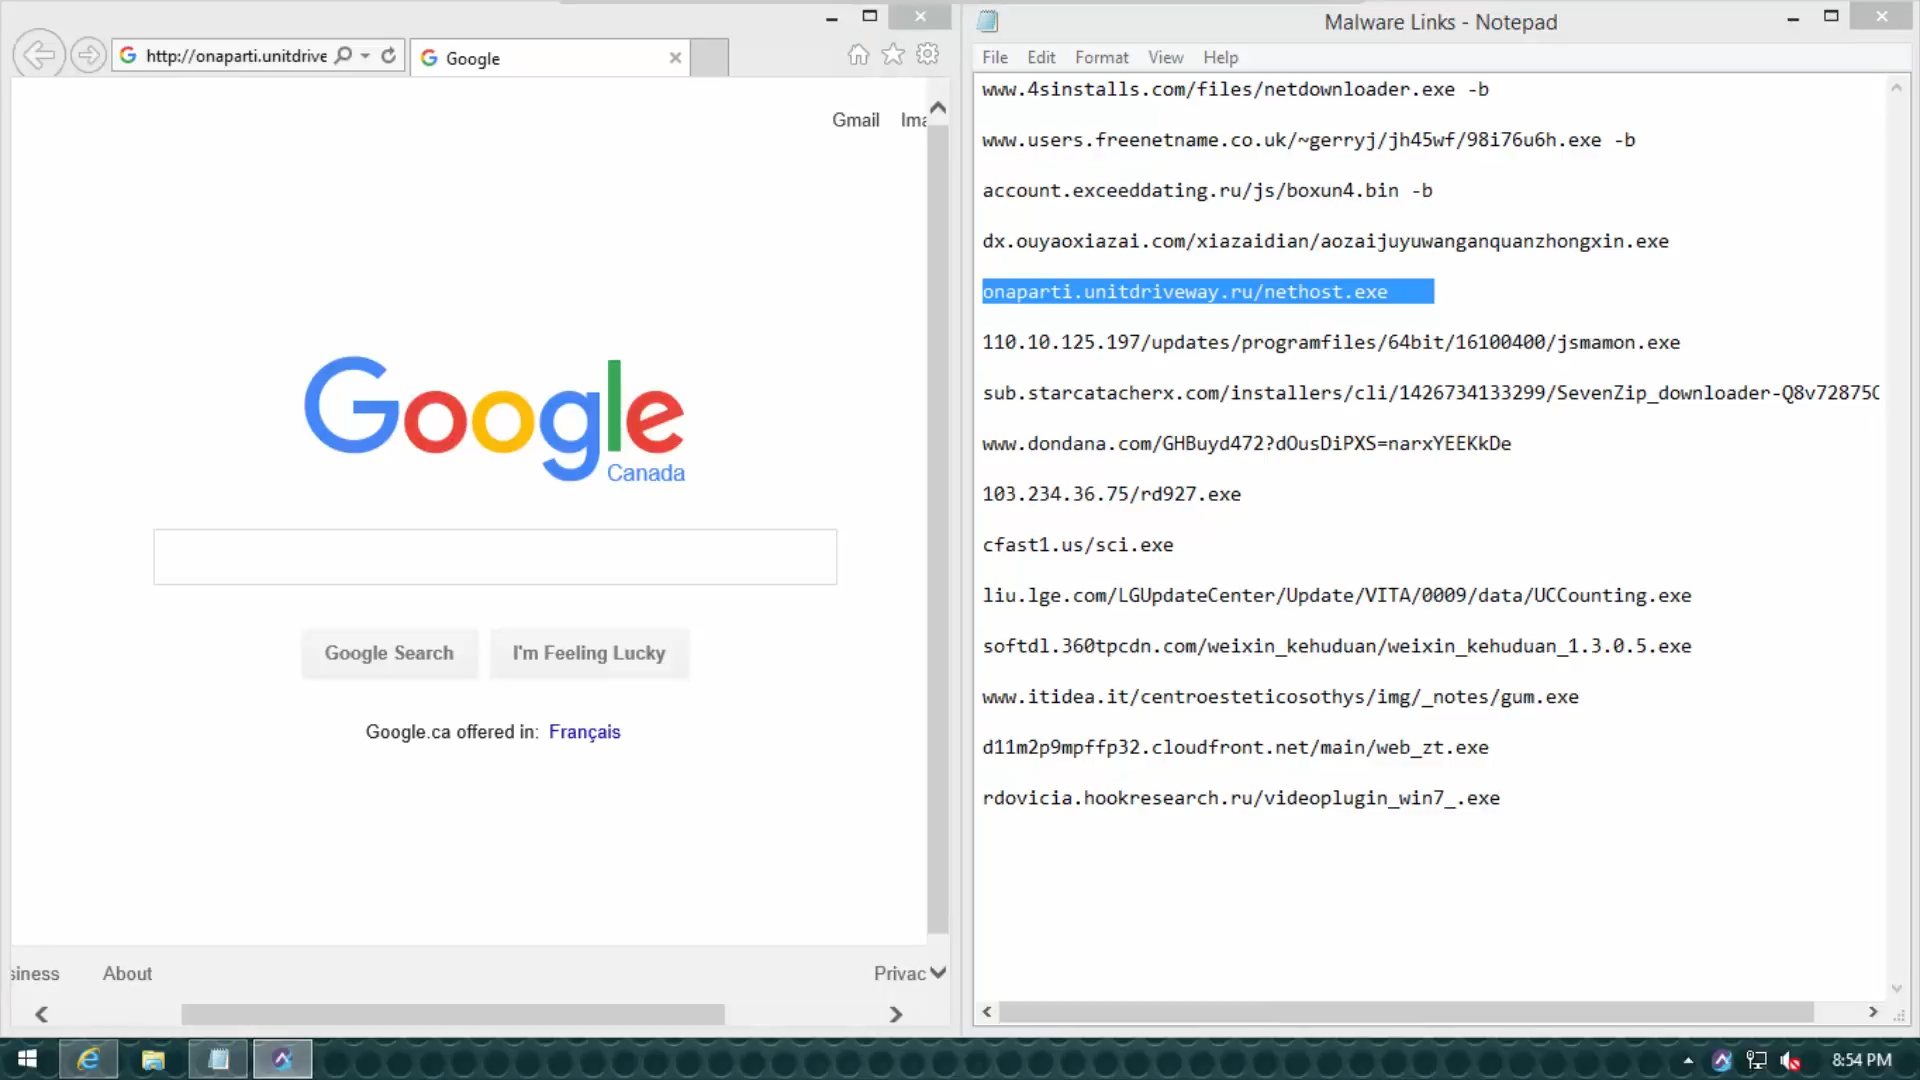 http://onaparti.unitdrive
Google
Gmail
Ima
Google
Canada
Google Search
I'm Feeling Lucky
Google.ca offered in: Français
siness
About
Privac
Malware Links - Notepad
File
Edit
Format
View
Help
www.4sinstalls.com/files/netdownloader.exe -b
www.users.freenetname.co.uk/~gerryj/jh45wf/98i76u6h.exe -b
account.exceeddating.ru/js/boxun4.bin -b
dx.ouyaoxiazai.com/xiazaidian/aozaijuyuwanganquanzhongxin.exe
onaparti.unitdriveway.ru/nethost.exe
110.10.125.197/updates/programfiles/64bit/16100400/jsmamon.exe
sub.starcatacherx.com/installers/cli/1426734133299/SevenZip_downloader-Q8v72875
www.dondana.com/GHBuyd472?dOusDiPXS=narxYEEKkDe
103.234.36.75/rd927.exe
cfast1.us/sci.exe
liu.lge.com/LGUpdateCenter/Update/VITA/0009/data/UCCounting.exe
softdl.360tpcdn.com/weixin_kehuduan/weixin_kehuduan_1.3.0.5.exe
www.itidea.it/centroesteticosothys/img/_notes/gum.exe
d11m2p9mpffp32.cloudfront.net/main/web_zt.exe
rdovicia.hookresearch.ru/videoplugin_win7_.exe
8:54 PM